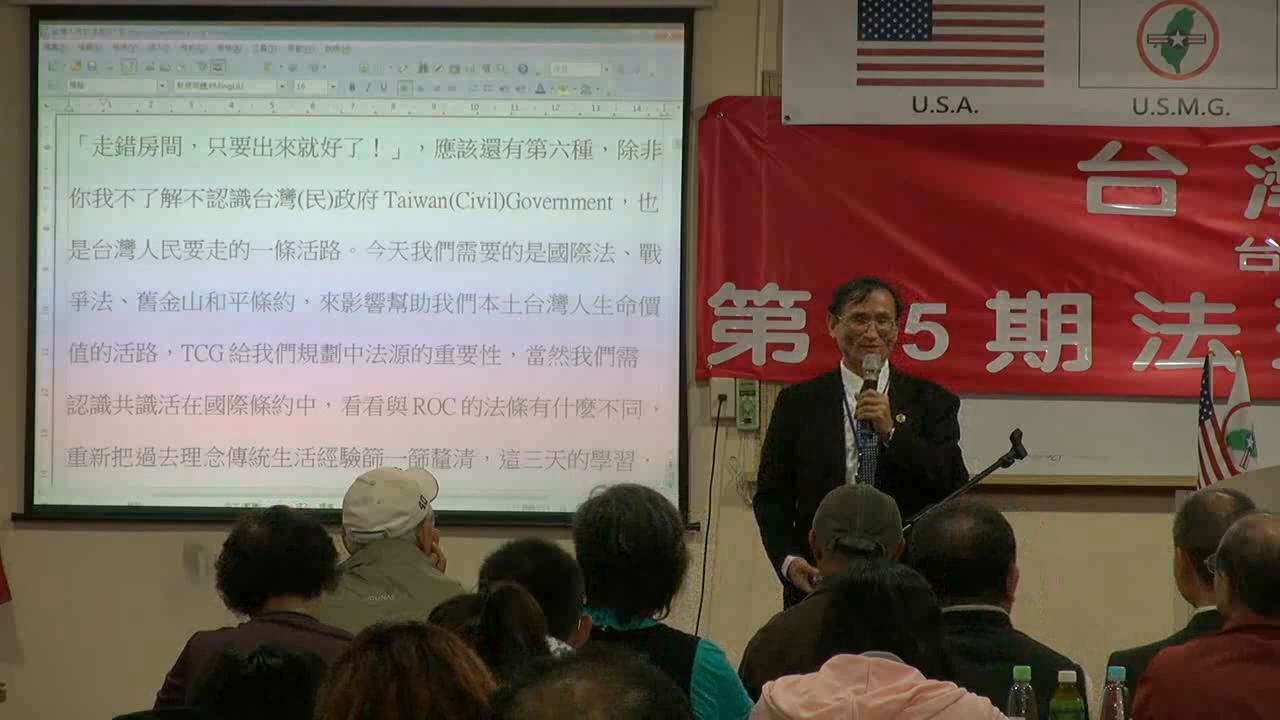 「走錯房間，只要出來就好了！」，應該還有第六種，除非
你我不了解不認識台灣(民)政府 Taiwan(Civil)Government，也
是台灣人民要走的一條活路。今天我們需要的是國際法、戰
爭法、舊金山和平條約，來影響幫助我們本土台灣人生命價
值的活路，TCG 給我們規劃中法源的重要性，當然我們需
認識共識活在國際條約中，看看與 ROC 的法條有什麼不同，
重新把過去理念傳統生活經驗篩一篩釐清，這三天的學習，
U.S.A.
U.S.M.G.
台灣
台
第 5 期法